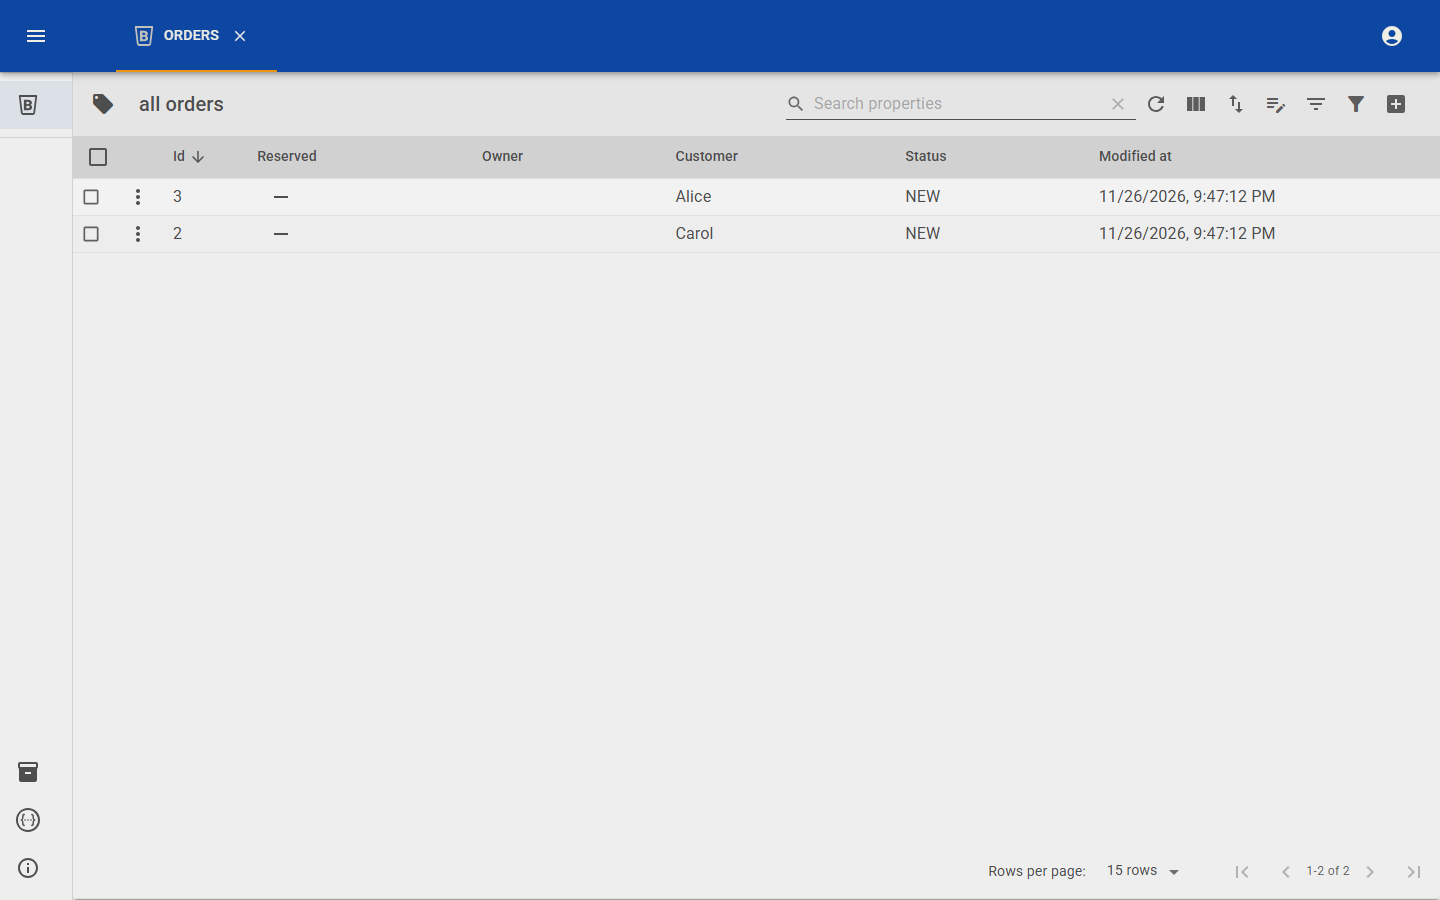 B ORDERS
B
all orders
Search properties
Id Reserved Owner Customer Status Modified at
3 Alice NEW 11/26/2026, 9:47:12 PM
2 Carol NEW 11/26/2026, 9:47:12 PM
Rows per page: 15 rows 1-2 of 2